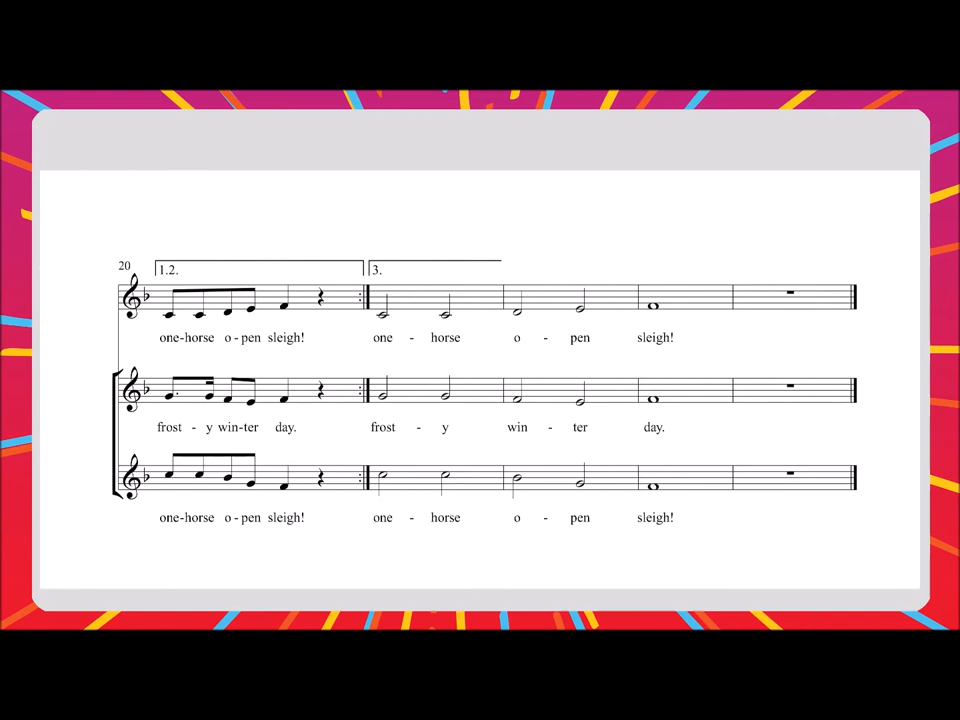 20
1.2. 3.
one-horse o-pen sleigh! one - horse o - pen sleigh!
frost - y win-ter day. frost - y win - ter day.
one-horse o-pen sleigh! one - horse o - pen sleigh!